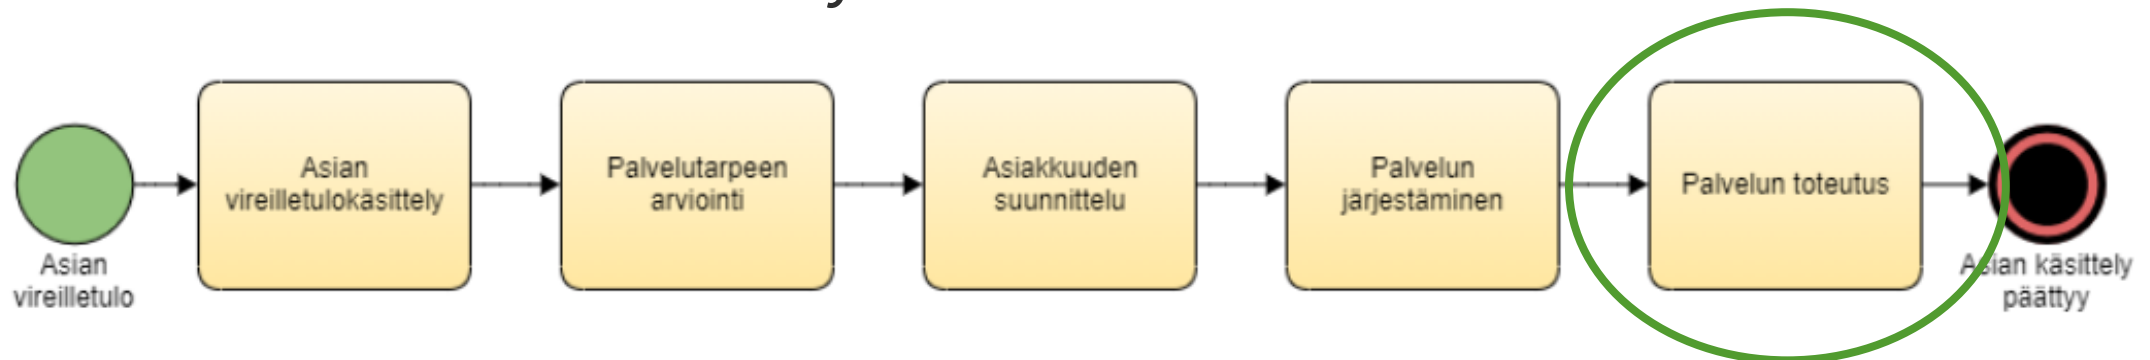 Asian
vireilletulo
Asian
vireilletulokäsittely
Palvelutarpeen
arviointi
Asiakkuuden
suunnittelu
Palvelun
järjestäminen
Palvelun toteutus
Asian käsittely
päättyy